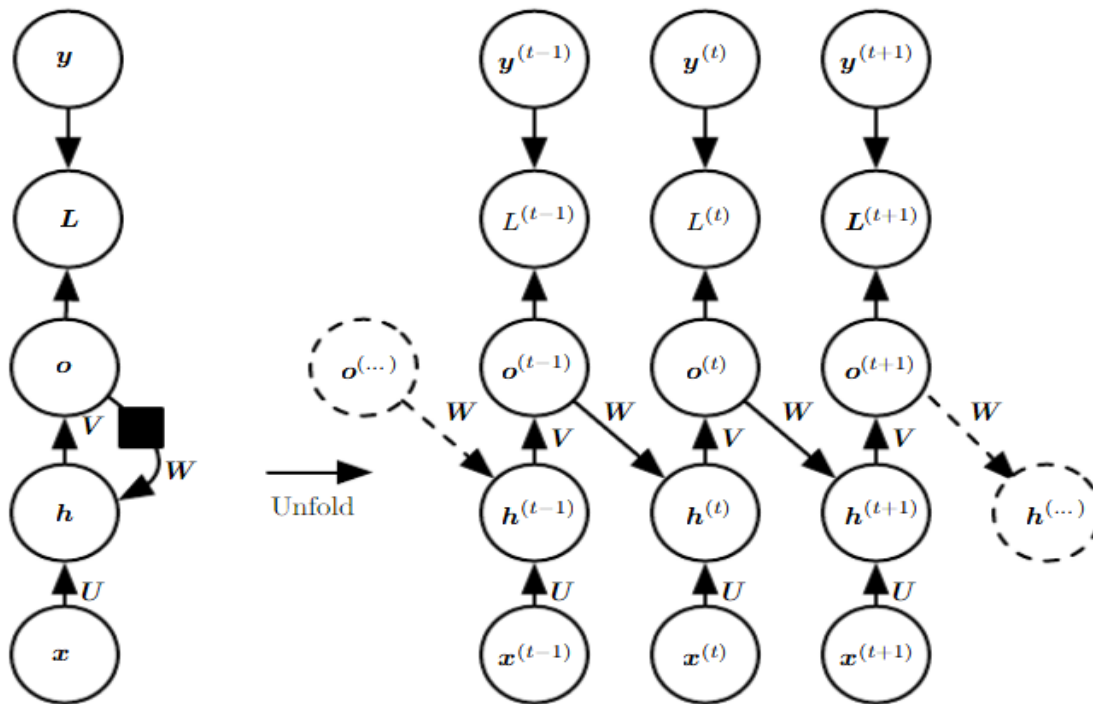 y y^{(t−1)} y^{(t)} y^{(t+1)}
L L^{(t−1)} L^{(t)} L^{(t+1)}
o o^{(...)} o^{(t−1)} o^{(t)} o^{(t+1)}
W W W W
V V V V
W
Unfold
h h^{(t−1)} h^{(t)} h^{(t+1)} h^{(...)}
U U U U
x x^{(t−1)} x^{(t)} x^{(t+1)}